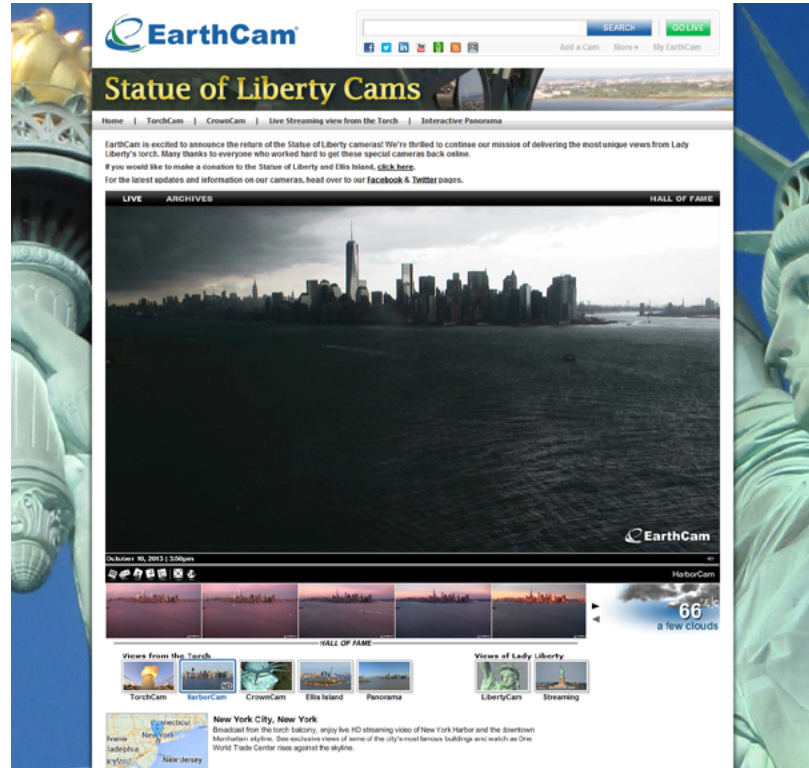 EarthCam
SEARCH
GO LIVE
Add a Cam More ▾ My EarthCam
Statue of Liberty Cams
Home | TorchCam | CrownCam | Live Streaming view from the Torch | Interactive Panorama
EarthCam is excited to announce the return of the Statue of Liberty cameras! We're thrilled to continue our mission of delivering the most unique views from Lady
Liberty's torch. Many thanks to everyone who worked hard to get these special cameras back online.
If you would like to make a donation to the Statue of Liberty and Ellis Island, click here.
For the latest updates and information on our cameras, head over to our Facebook & Twitter pages.
LIVE ARCHIVES HALL OF FAME
EarthCam
October 10, 2013 | 3:50pm
HarborCam
66 °F|C
a few clouds
HALL OF FAME
Views from the Torch
Views of Lady Liberty
HD
TorchCam HarborCam CrownCam Ellis Island Panorama LibertyCam Streaming
New York City, New York
Broadcast from the torch balcony, enjoy live HD streaming video of New York Harbor and the downtown
Manhattan skyline. See exclusive views of some of the city's most famous buildings and watch as One
World Trade Center rises against the skyline.
Connecticut
New York
New Jersey